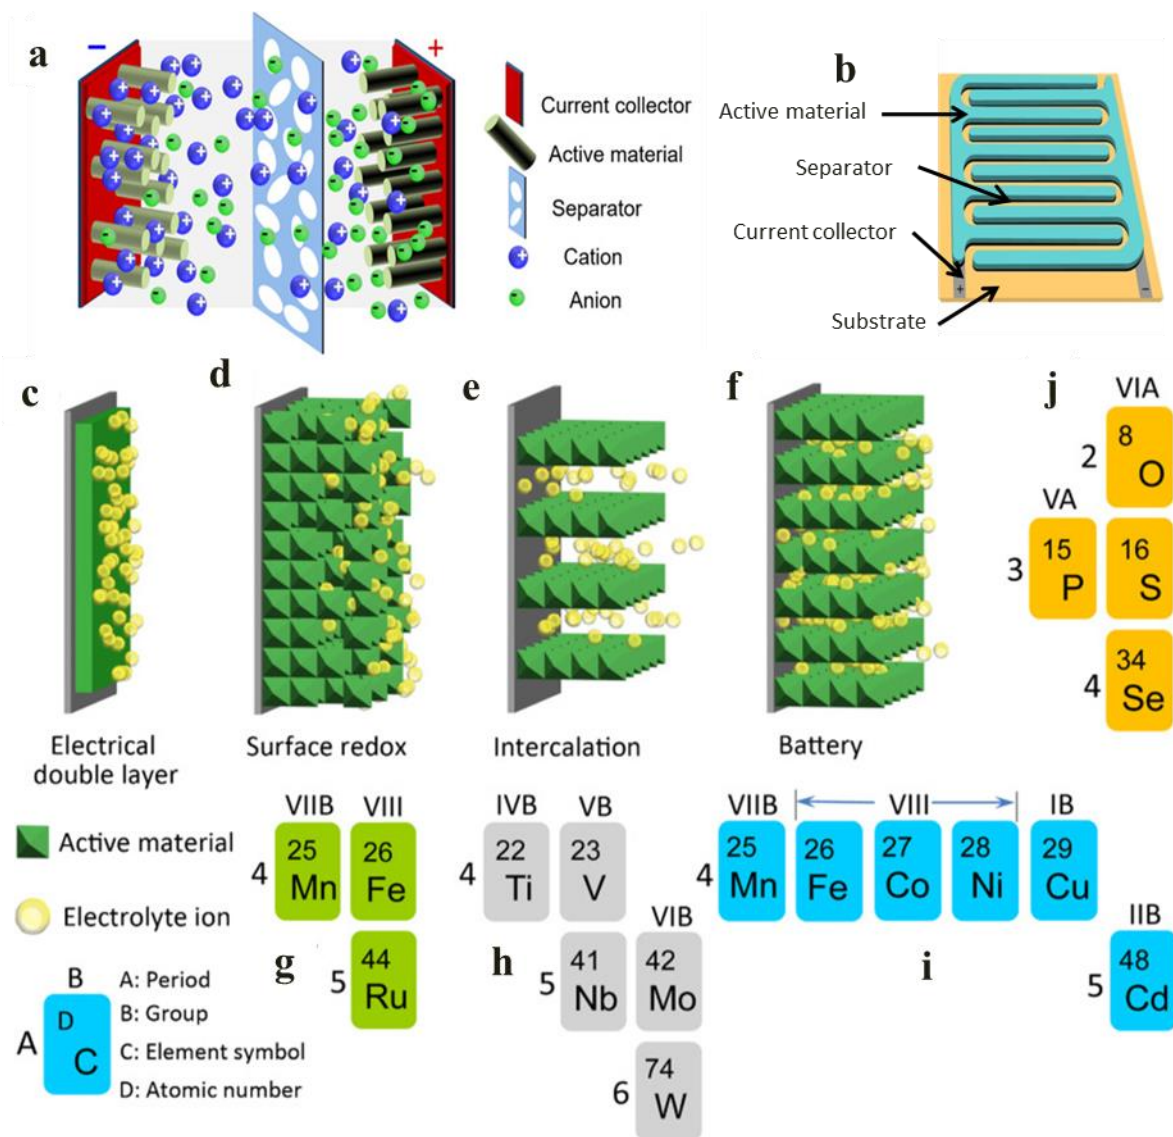 a
−
+
Current collector
Active material
Separator
Cation
Anion
b
Active material
Separator
Current collector
Substrate
+
−
c
d
e
f
j
Electrical
double layer
Surface redox
Intercalation
Battery
VIA
2
8
O
VA
3
15
P
16
S
4
34
Se
Active material
Electrolyte ion
B
A
D
C
A: Period
B: Group
C: Element symbol
D: Atomic number
VIIB
VIII
4
25
Mn
26
Fe
g
5
44
Ru
IVB
VB
4
22
Ti
23
V
VIB
h
5
41
Nb
42
Mo
6
74
W
VIIB
VIII
IB
4
25
Mn
26
Fe
27
Co
28
Ni
29
Cu
IIB
i
5
48
Cd